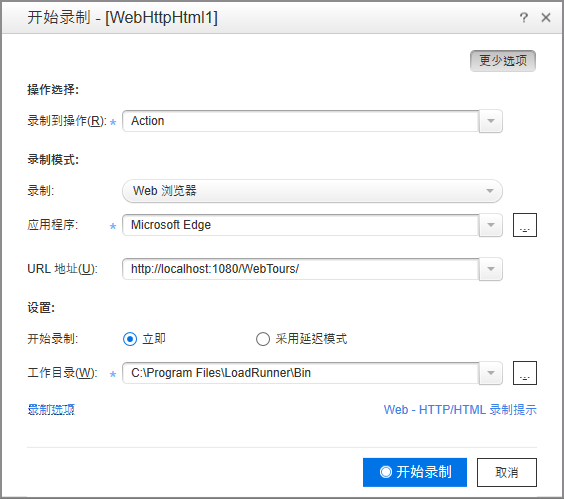 开始录制 - [WebHttpHtml1]
更少选项
操作选择:
录制到操作(R): * Action
录制模式:
录制: Web 浏览器
应用程序: * Microsoft Edge ...
URL 地址(U): http://localhost:1080/WebTours/
设置:
开始录制: 立即 采用延迟模式
工作目录(W): * C:\Program Files\LoadRunner\Bin ...
录制选项 Web - HTTP/HTML 录制提示
开始录制 取消